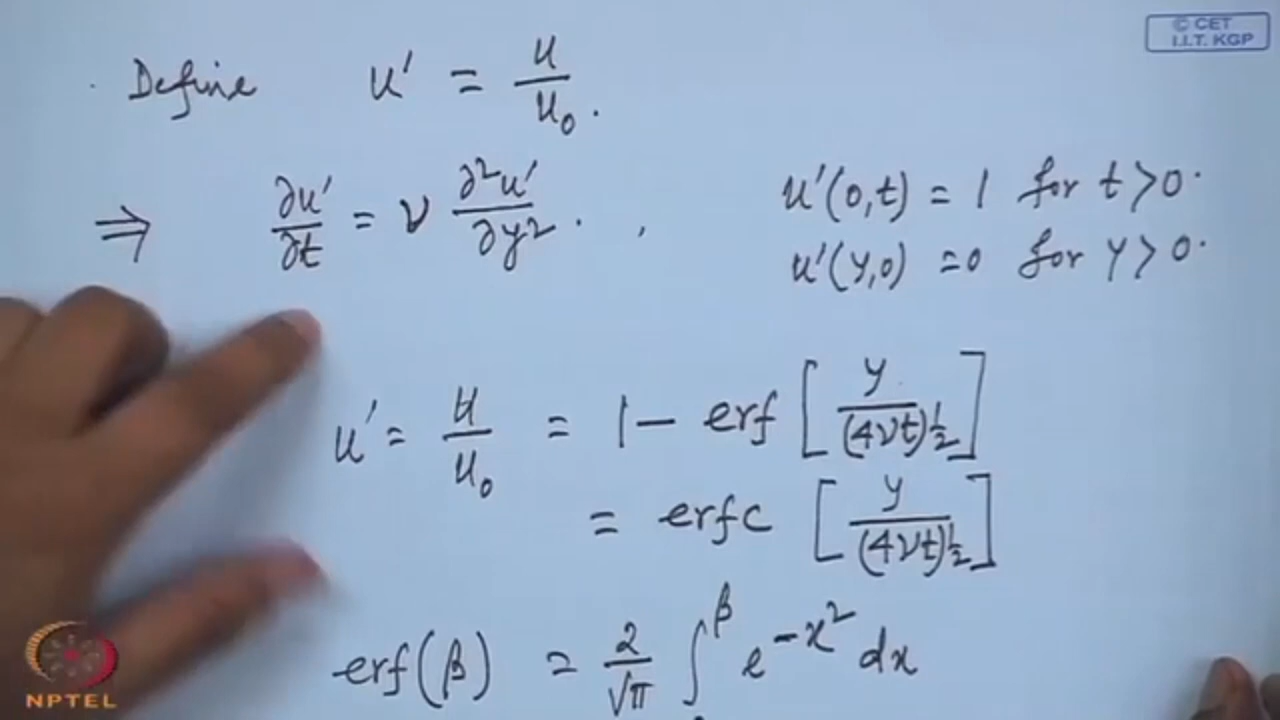 © CET
I.I.T. KGP
Define u' = u/u₀.
⇒ ∂u'/∂t = ν ∂²u'/∂y². , u'(0,t) = 1 for t>0.
u'(y,0) = 0 for y>0.
u' = u/u₀ = 1 - erf [y/(4νt)^½]
= erfc [y/(4νt)^½]
erf(β) = 2/√π ∫^β e^-x² dx
NPTEL